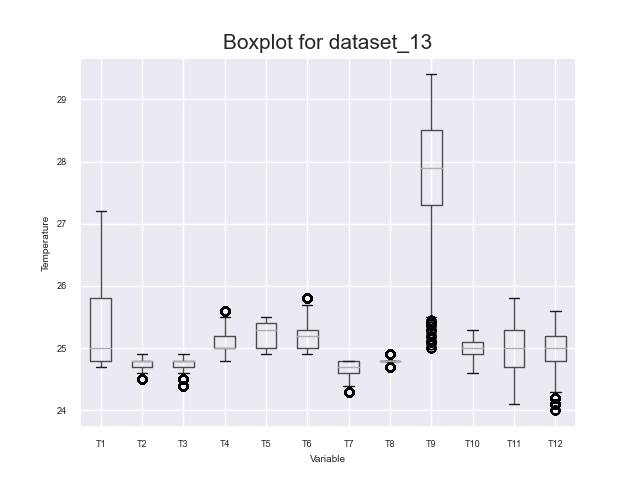 Boxplot for dataset_13
Temperature
29
28
27
26
25
24
T1 T2 T3 T4 T5 T6 T7 T8 T9 T10 T11 T12
Variable